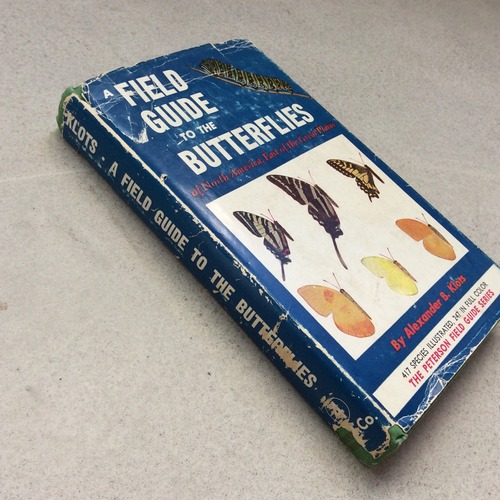 A
FIELD
GUIDE
TO THE
BUTTERFLIES
of North America, East of the Great Plains
By Alexander B. Klots
417 SPECIES ILLUSTRATED, 247 IN FULL COLOR
THE PETERSON FIELD GUIDE SERIES
KLOTS : A FIELD GUIDE TO THE BUTTERFLIES
Co.